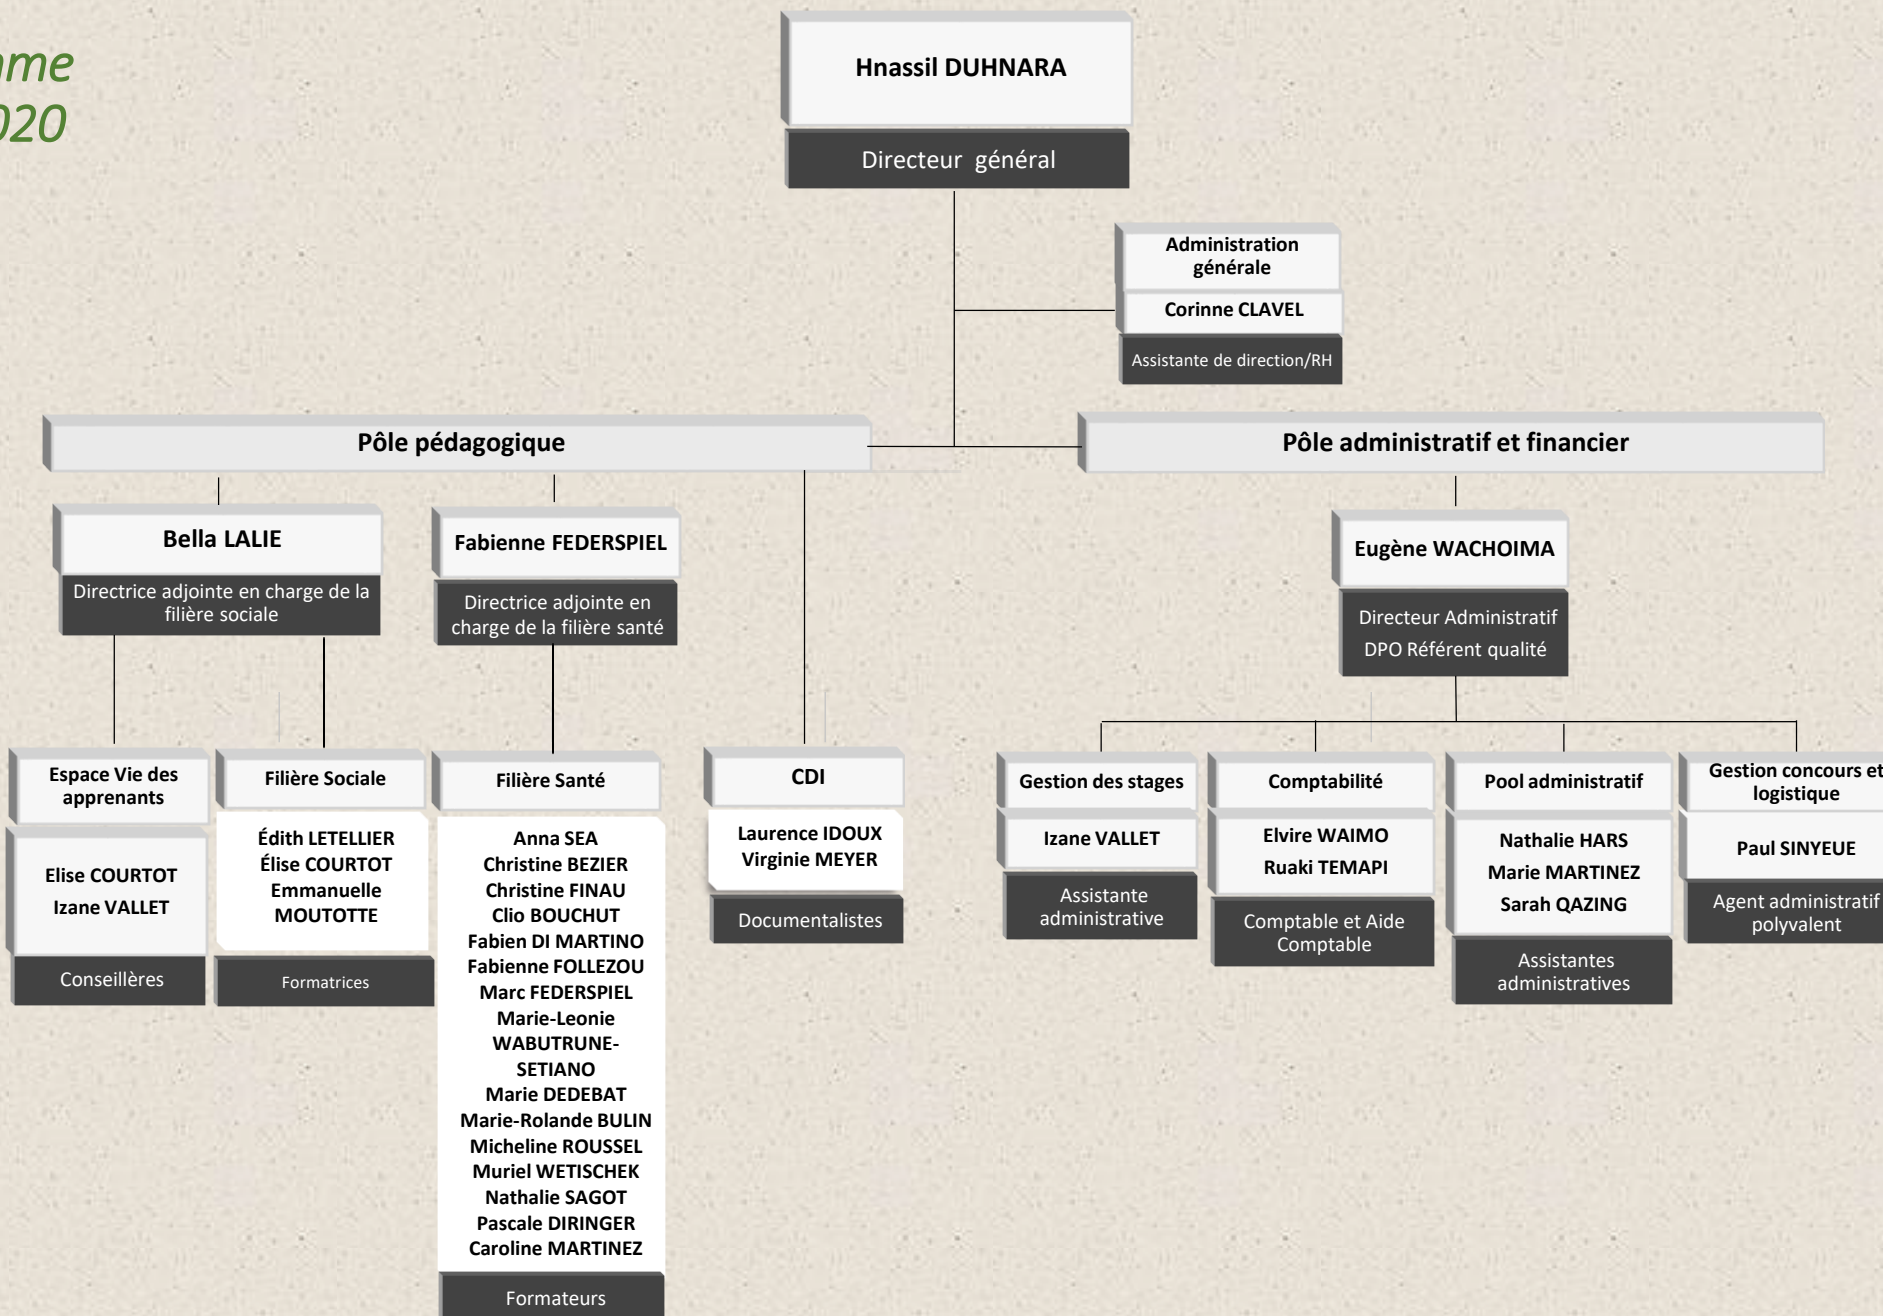 Hnassil DUHNARA
Directeur général
Administration
générale
Corinne CLAVEL
Assistante de direction/RH
Pôle pédagogique
Pôle administratif et financier
Bella LALIE
Directrice adjointe en charge de la
filière sociale
Fabienne FEDERSPIEL
Directrice adjointe en
charge de la filière santé
Eugène WACHOIMA
Directeur Administratif
DPO Référent qualité
Espace Vie des
apprenants
Elise COURTOT
Izane VALLET
Conseillères
Filière Sociale
Édith LETELLIER
Élise COURTOT
Emmanuelle
MOUTOTTE
Formatrices
Filière Santé
Anna SEA
Christine BEZIER
Christine FINAU
Clio BOUCHUT
Fabien DI MARTINO
Fabienne FOLLEZOU
Marc FEDERSPIEL
Marie-Leonie
WABUTRUNE-
SETIANO
Marie DEDEBAT
Marie-Rolande BULIN
Micheline ROUSSEL
Muriel WETISCHEK
Nathalie SAGOT
Pascale DIRINGER
Caroline MARTINEZ
Formateurs
CDI
Laurence IDOUX
Virginie MEYER
Documentalistes
Gestion des stages
Izane VALLET
Assistante
administrative
Comptabilité
Elvire WAIMO
Ruaki TEMAPI
Comptable et Aide
Comptable
Pool administratif
Nathalie HARS
Marie MARTINEZ
Sarah QAZING
Assistantes
administratives
Gestion concours et
logistique
Paul SINYEUE
Agent administratif
polyvalent